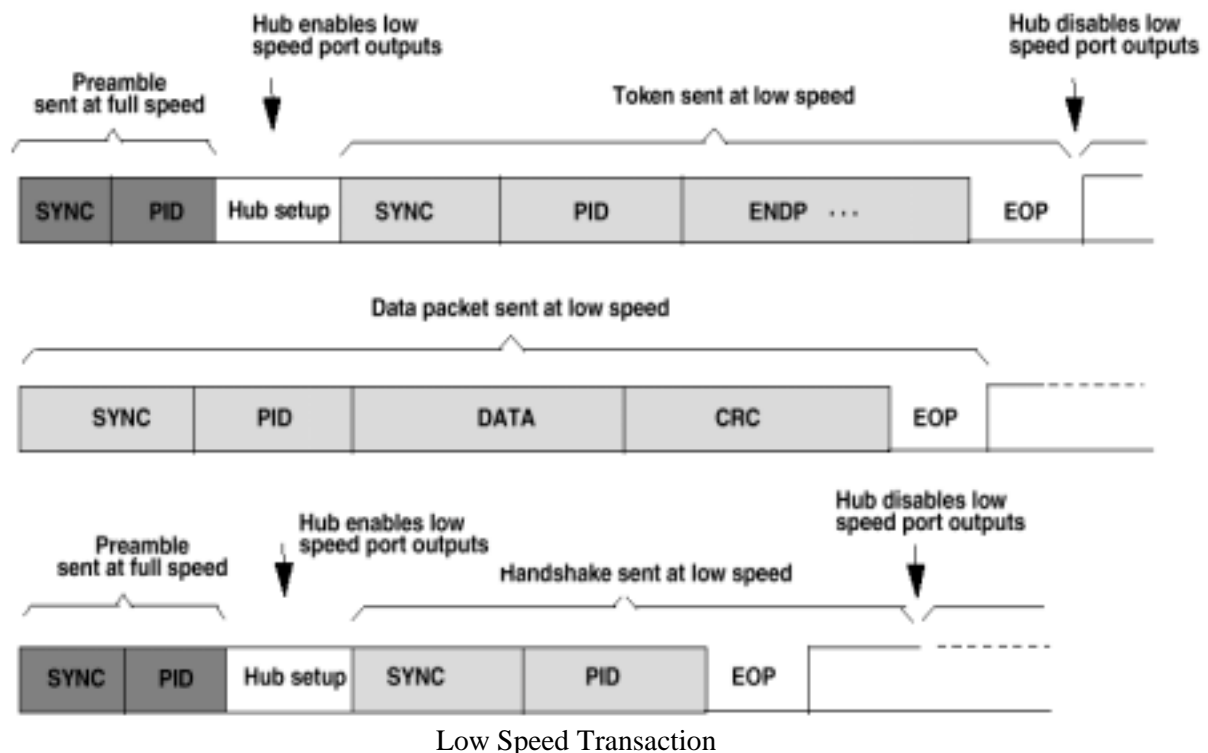 Hub enables low
speed port outputs
Hub disables low
speed port outputs
Preamble
sent at full speed
Token sent at low speed
SYNC PID Hub setup SYNC PID ENDP ··· EOP
Data packet sent at low speed
SYNC PID DATA CRC EOP
Hub disables low
speed port outputs
Hub enables low
speed port outputs
Preamble
sent at full speed
Handshake sent at low speed
SYNC PID Hub setup SYNC PID EOP
Low Speed Transaction